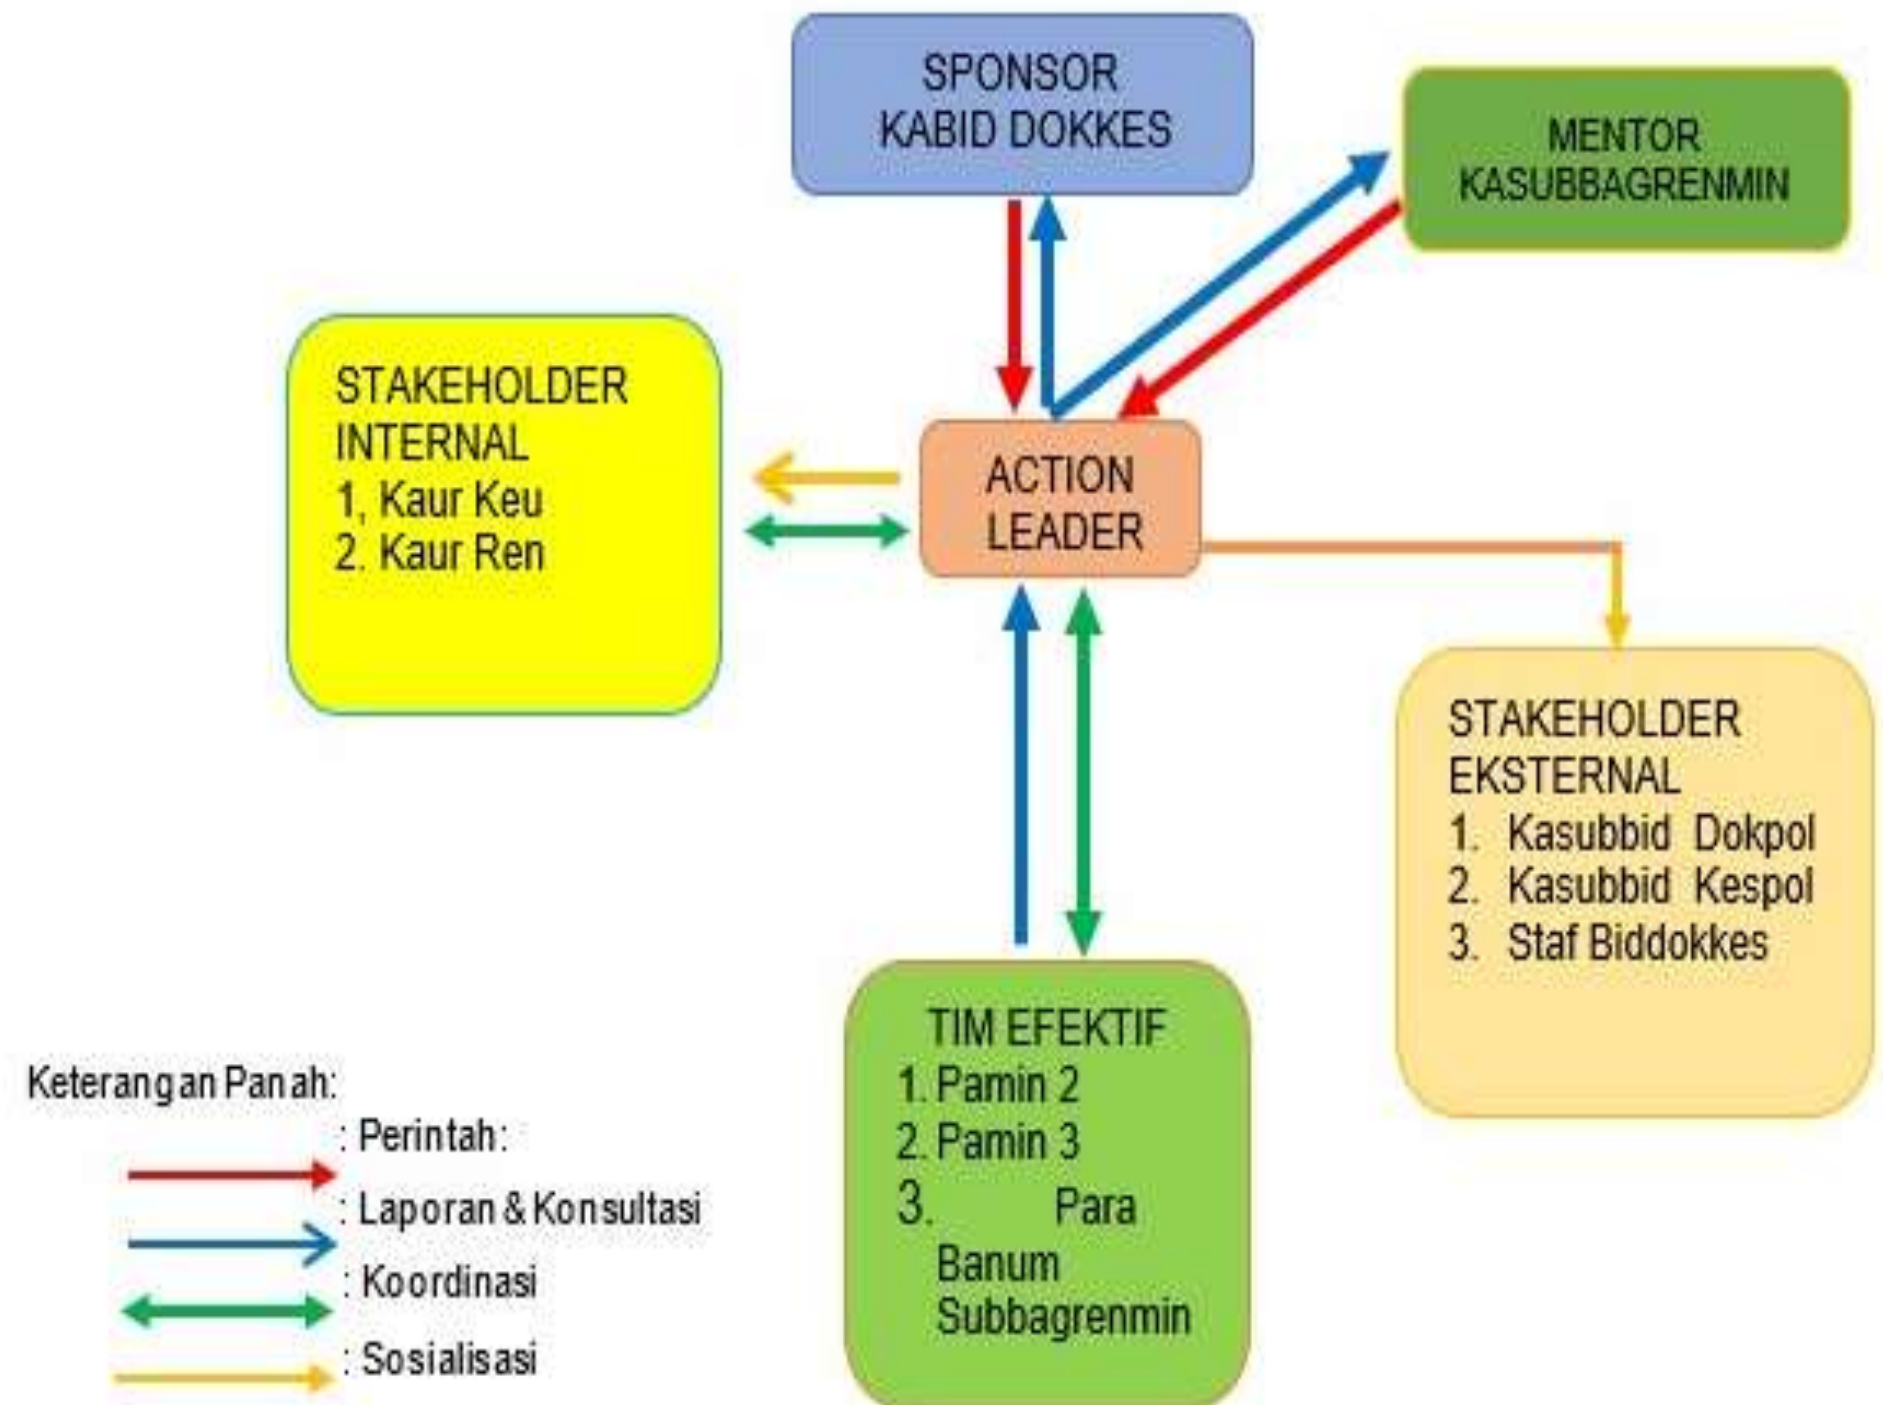 SPONSOR
KABID DOKKES
MENTOR
KASUBBAGRENMIN
STAKEHOLDER
INTERNAL
1, Kaur Keu
2. Kaur Ren
ACTION
LEADER
STAKEHOLDER
EKSTERNAL
1. Kasubbid Dokpol
2. Kasubbid Kespol
3. Staf Biddokkes
TIM EFEKTIF
1. Pamin 2
2. Pamin 3
3. Para
Banum
Subbagrenmin
Keterangan Panah:
: Perintah:
: Laporan & Konsultasi
: Koordinasi
: Sosialisasi